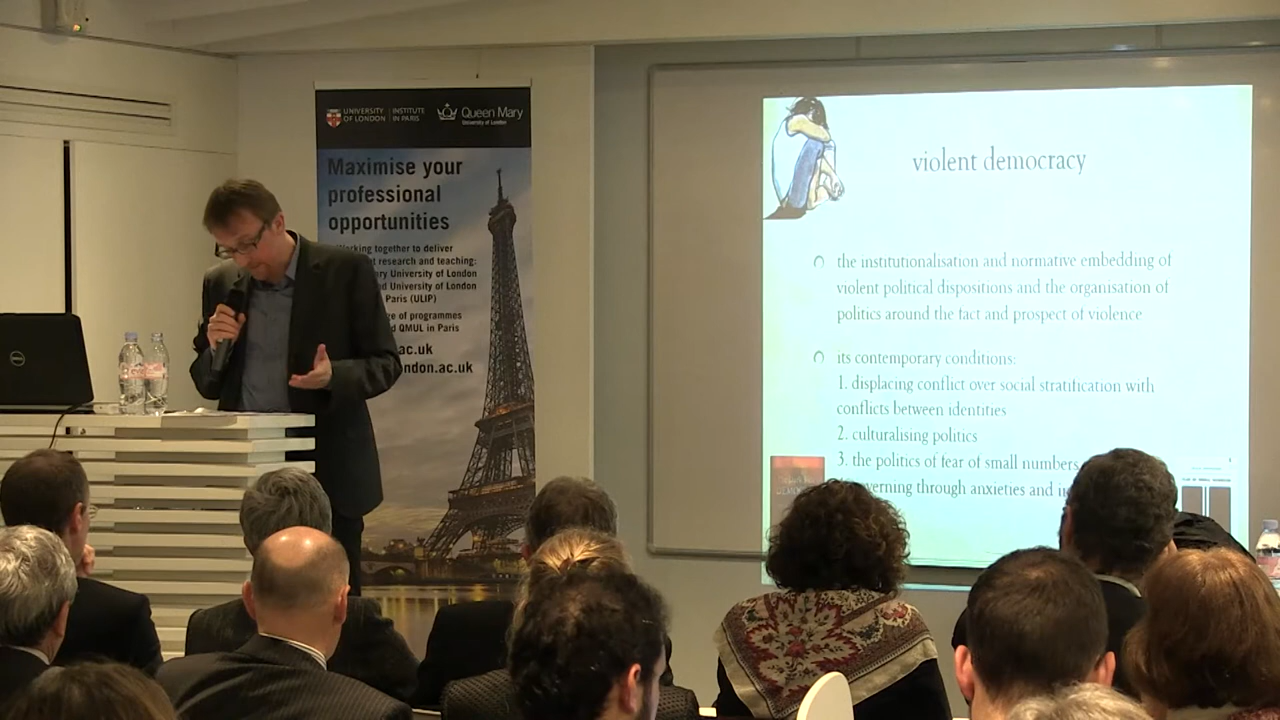 UNIVERSITY OF LONDON
INSTITUTE IN PARIS
Queen Mary
University of London
Maximise your
professional
opportunities
Working together to deliver
research and teaching:
University of London
University of London
Paris (ULIP)
ge of programmes
QMUL in Paris
ac.uk
ndon.ac.uk
DELL
violent democracy
the institutionalisation and normative embedding of
violent political dispositions and the organisation of
politics around the fact and prospect of violence
its contemporary conditions:
1. displacing conflict over social stratification with
conflicts between identities
2. culturalising politics
3. the politics of fear of small numbers
verning through anxieties and